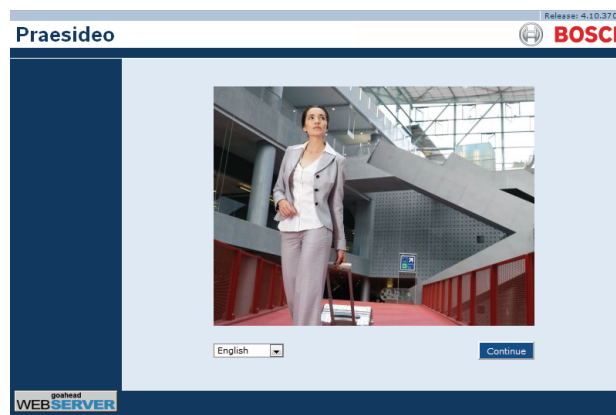 Release: 4.10.370
Praesideo
BOSCH
English
Continue
goahead
WEBSERVER